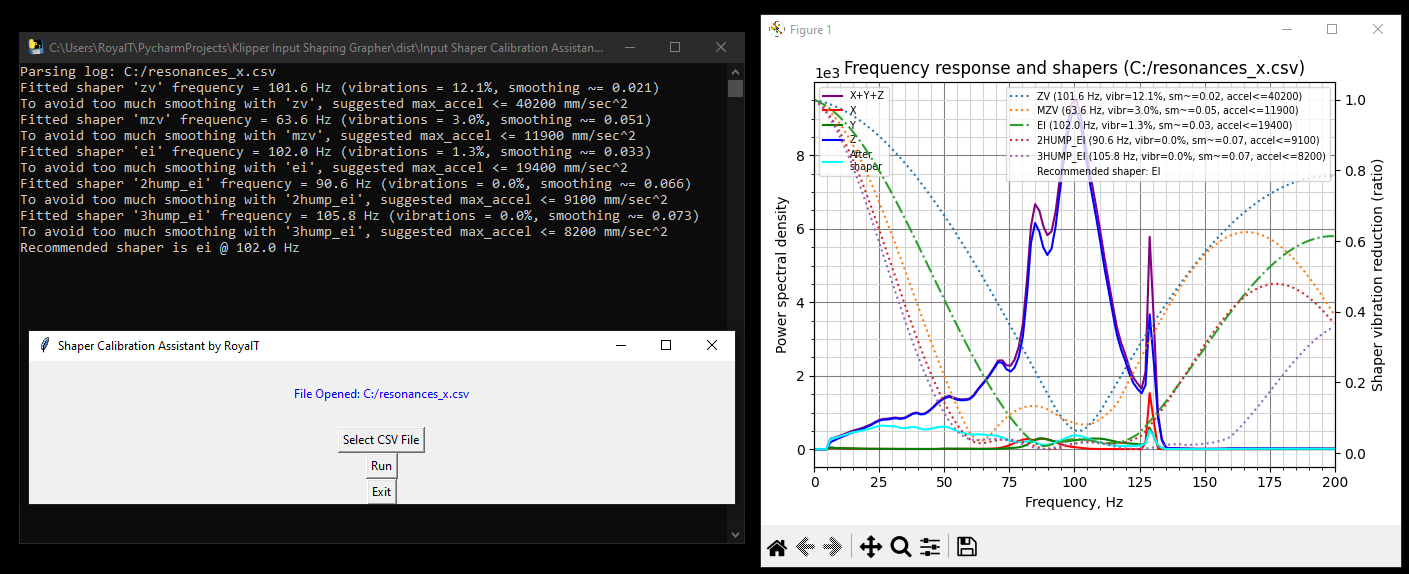 C:\Users\RoyalT\PycharmProjects\Klipper Input Shaping Grapher\dist\Input Shaper Calibration Assistan...
Parsing log: C:/resonances_x.csv
Fitted shaper 'zv' frequency = 101.6 Hz (vibrations = 12.1%, smoothing ~= 0.021)
To avoid too much smoothing with 'zv', suggested max_accel <= 40200 mm/sec^2
Fitted shaper 'mzv' frequency = 63.6 Hz (vibrations = 3.0%, smoothing ~= 0.051)
To avoid too much smoothing with 'mzv', suggested max_accel <= 11900 mm/sec^2
Fitted shaper 'ei' frequency = 102.0 Hz (vibrations = 1.3%, smoothing ~= 0.033)
To avoid too much smoothing with 'ei', suggested max_accel <= 19400 mm/sec^2
Fitted shaper '2hump_ei' frequency = 90.6 Hz (vibrations = 0.0%, smoothing ~= 0.066)
To avoid too much smoothing with '2hump_ei', suggested max_accel <= 9100 mm/sec^2
Fitted shaper '3hump_ei' frequency = 105.8 Hz (vibrations = 0.0%, smoothing ~= 0.073)
To avoid too much smoothing with '3hump_ei', suggested max_accel <= 8200 mm/sec^2
Recommended shaper is ei @ 102.0 Hz
Shaper Calibration Assistant by RoyalT
File Opened: C:/resonances_x.csv
Select CSV File
Run
Exit
Figure 1
1e3
Frequency response and shapers (C:/resonances_x.csv)
X+Y+Z
X
Y
Z
After
shaper
ZV (101.6 Hz, vibr=12.1%, sm~=0.02, accel<=40200)
MZV (63.6 Hz, vibr=3.0%, sm~=0.05, accel<=11900)
EI (102.0 Hz, vibr=1.3%, sm~=0.03, accel<=19400)
2HUMP_EI (90.6 Hz, vibr=0.0%, sm~=0.07, accel<=9100)
3HUMP_EI (105.8 Hz, vibr=0.0%, sm~=0.07, accel<=8200)
Recommended shaper: EI
8
6
4
2
0
Power spectral density
1.0
0.8
0.6
0.4
0.2
0.0
Shaper vibration reduction (ratio)
0 25 50 75 100 125 150 175 200
Frequency, Hz